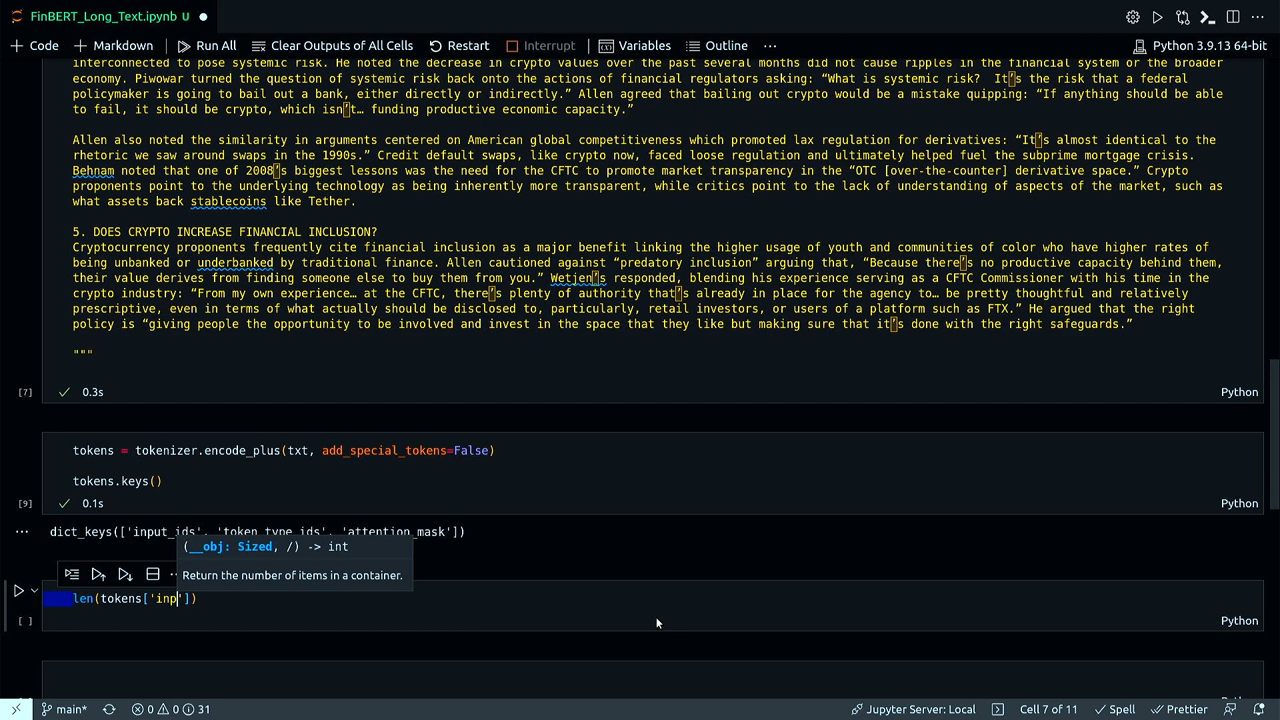 FinBERT_Long_Text.ipynb U
Code
Markdown
Run All
Clear Outputs of All Cells
Restart
Interrupt
Variables
Outline
Python 3.9.13 64-bit
interconnected to pose systemic risk. He noted the decrease in crypto values over the past several months did not cause ripples in the financial system or the broader
economy. Piwowar turned the question of systemic risk back onto the actions of financial regulators asking: “What is systemic risk?  It’s the risk that a federal
policymaker is going to bail out a bank, either directly or indirectly.” Allen agreed that bailing out crypto would be a mistake quipping: “If anything should be able
to fail, it should be crypto, which isn’t… funding productive economic capacity.”
Allen also noted the similarity in arguments centered on American global competitiveness which promoted lax regulation for derivatives: “It’s almost identical to the
rhetoric we saw around swaps in the 1990s.” Credit default swaps, like crypto now, faced loose regulation and ultimately helped fuel the subprime mortgage crisis.
Behnam noted that one of 2008’s biggest lessons was the need for the CFTC to promote market transparency in the “OTC [over-the-counter] derivative space.” Crypto
proponents point to the underlying technology as being inherently more transparent, while critics point to the lack of understanding of aspects of the market, such as
what assets back stablecoins like Tether.
5. DOES CRYPTO INCREASE FINANCIAL INCLUSION?
Cryptocurrency proponents frequently cite financial inclusion as a major benefit linking the higher usage of youth and communities of color who have higher rates of
being unbanked or underbanked by traditional finance. Allen cautioned against “predatory inclusion” arguing that, “Because there’s no productive capacity behind them,
their value derives from finding someone else to buy them from you.” Wetjen’s responded, blending his experience serving as a CFTC Commissioner with his time in the
crypto industry: “From my own experience… at the CFTC, there’s plenty of authority that’s already in place for the agency to… be pretty thoughtful and relatively
prescriptive, even in terms of what actually should be disclosed to, particularly, retail investors, or users of a platform such as FTX.” He argued that the right
policy is “giving people the opportunity to be involved and invest in the space that they like but making sure that it’s done with the right safeguards.”
"""
[7] 0.3s Python
tokens = tokenizer.encode_plus(txt, add_special_tokens=False)
tokens.keys()
[9] 0.1s Python
dict_keys(['input_ids', 'token_type_ids', 'attention_mask'])
(__obj: Sized, /) -> int
Return the number of items in a container.
len(tokens['inp'])
[ ] Python
main*
0 0 31
Jupyter Server: Local
Cell 7 of 11
Spell
Prettier